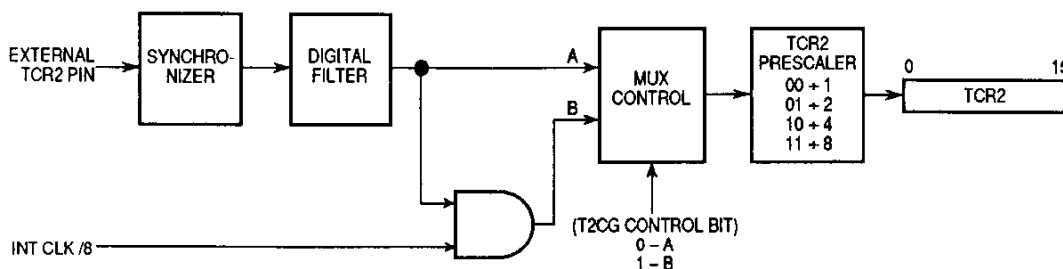 EXTERNAL
TCR2 PIN
SYNCHRO-
NIZER
DIGITAL
FILTER
A
B
MUX
CONTROL
TCR2
PRESCALER
00 ÷ 1
01 ÷ 2
10 ÷ 4
11 ÷ 8
0 15
TCR2
INT CLK /8
(T2CG CONTROL BIT)
0 – A
1 – B